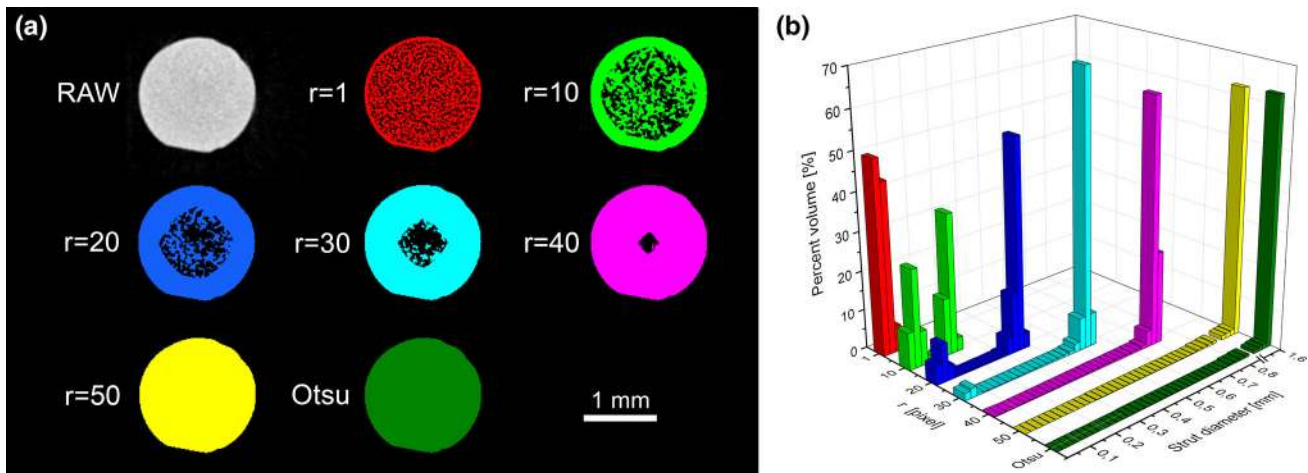 (a)
RAW
r=1
r=10
r=20
r=30
r=40
r=50
Otsu
1 mm
(b)
Percent volume [%]
70
60
50
40
30
20
10
0
1
10
20
30
40
50
Otsu
r [pixel]
0,1
0,2
0,3
0,4
0,5
0,6
0,7
0,8
1,6
Strut diameter [mm]